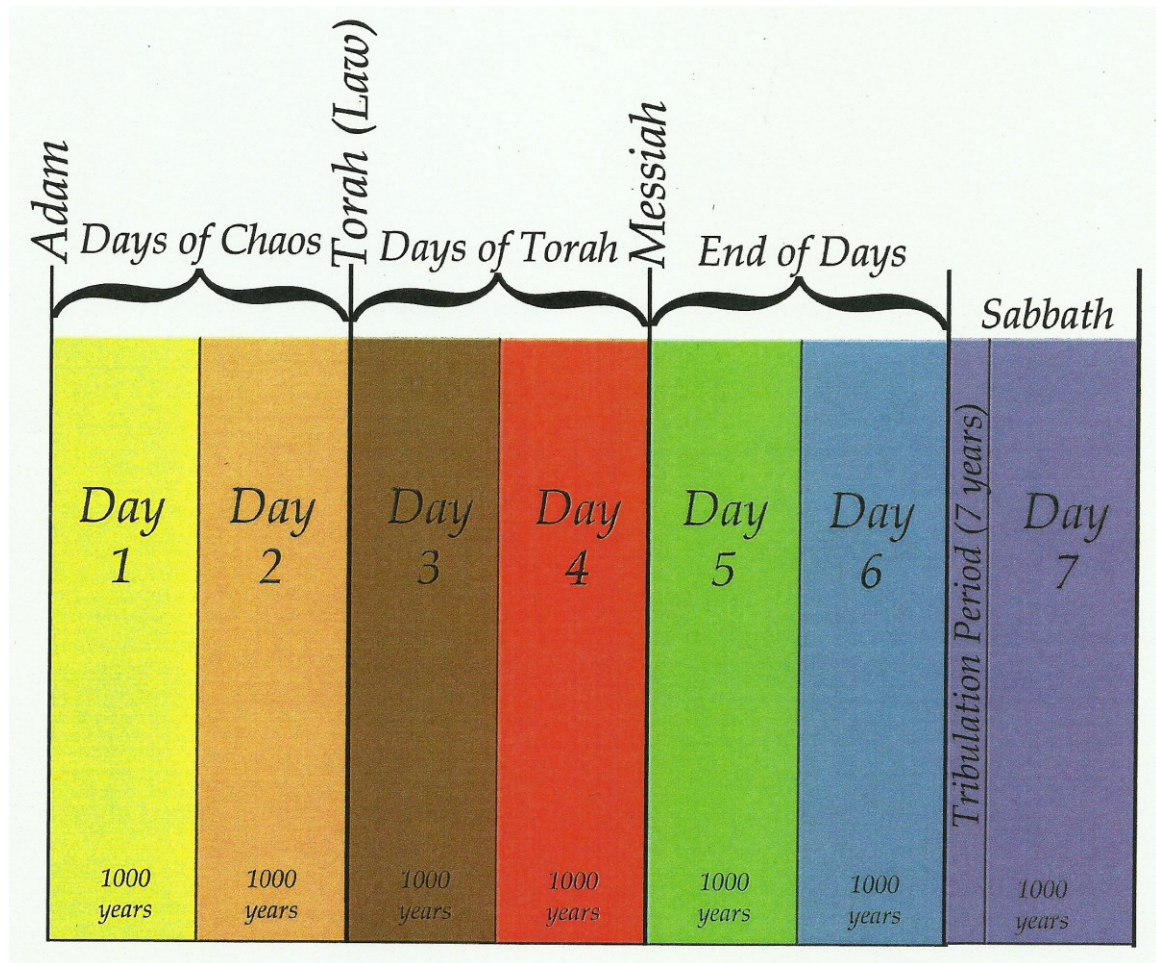 Adam
Torah (Law)
Messiah
Days of Chaos
Days of Torah
End of Days
Sabbath
Day
1
Day
2
Day
3
Day
4
Day
5
Day
6
Tribulation Period (7 years)
Day
7
1000
years
1000
years
1000
years
1000
years
1000
years
1000
years
1000
years